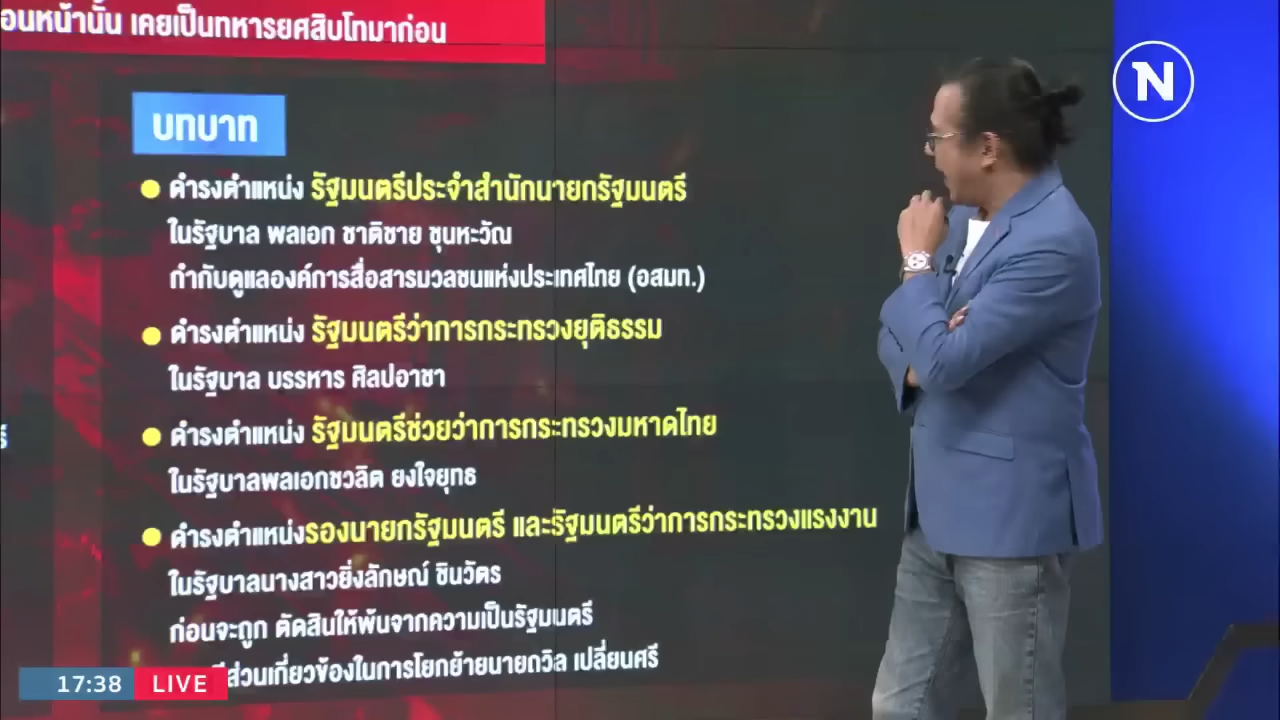 อนหน้านั้น เคยเป็นทหารยศสิบโทมาก่อน
N
บทบาท
ดำรงตำแหน่ง รัฐมนตรีประจำสำนักนายกรัฐมนตรี
ในรัฐบาล พลเอก ชาติชาย ชุนหะวัณ
กำกับดูแลองค์การสื่อสารมวลชนแห่งประเทศไทย (อสมท.)
ดำรงตำแหน่ง รัฐมนตรีว่าการกระทรวงยุติธรรม
ในรัฐบาล บรรหาร ศิลปอาชา
ดำรงตำแหน่ง รัฐมนตรีช่วยว่าการกระทรวงมหาดไทย
ในรัฐบาลพลเอกชวลิต ยงใจยุทธ
ดำรงตำแหน่งรองนายกรัฐมนตรี และรัฐมนตรีว่าการกระทรวงแรงงาน
ในรัฐบาลนางสาวยิ่งลักษณ์ ชินวัตร
ก่อนจะถูก ตัดสินให้พ้นจากความเป็นรัฐมนตรี
ส่วนเกี่ยวข้องในการโยกย้ายนายถวิล เปลี่ยนศรี
17:38 LIVE